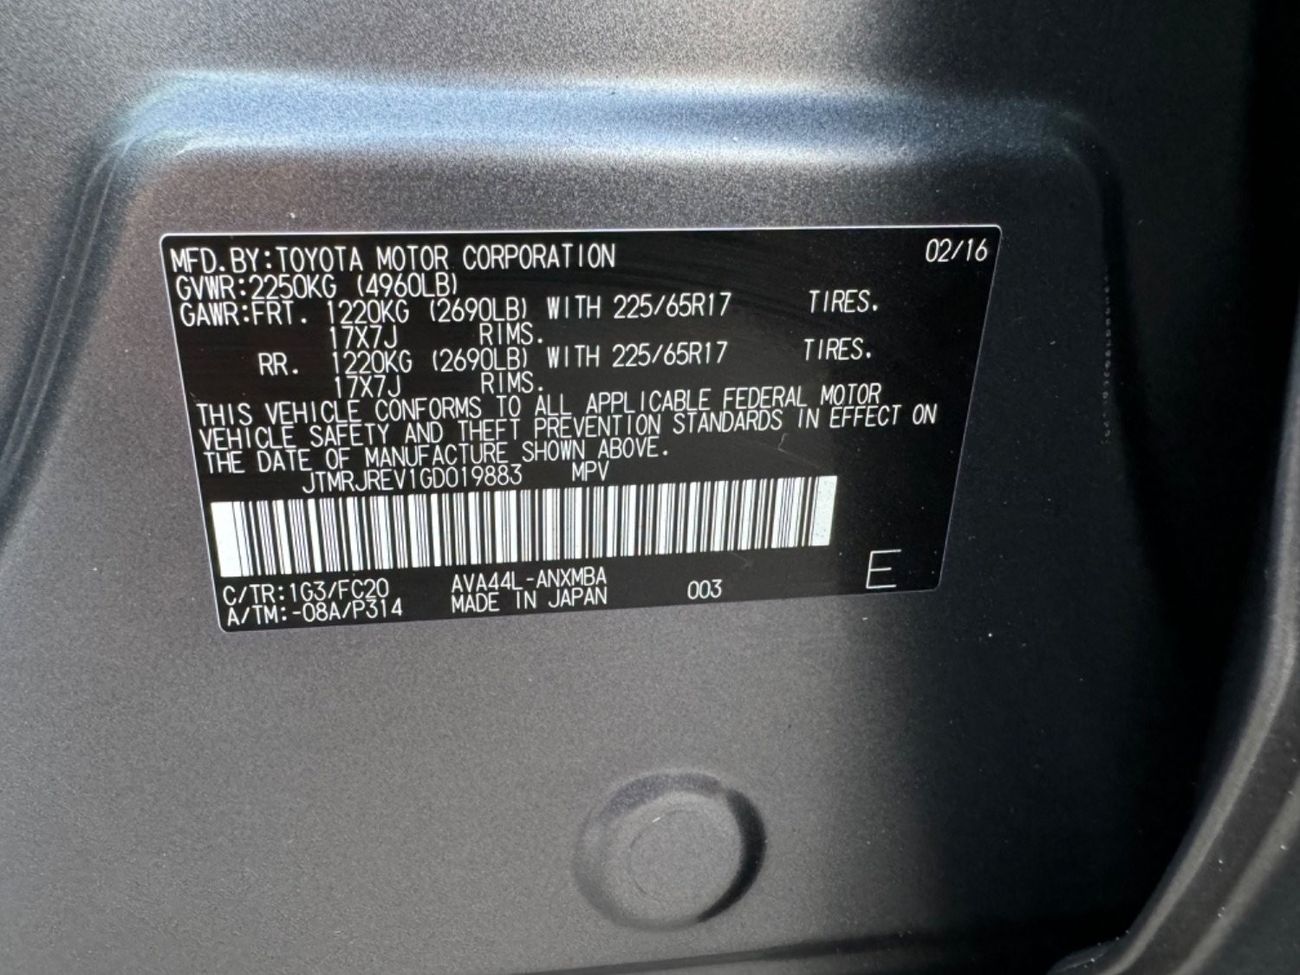 MFD.BY:TOYOTA MOTOR CORPORATION 02/16
GVWR:2250KG (4960LB)
GAWR:FRT. 1220KG (2690LB) WITH 225/65R17 TIRES.
17X7J RIMS.
RR. 1220KG (2690LB) WITH 225/65R17 TIRES.
17X7J RIMS.
THIS VEHICLE CONFORMS TO ALL APPLICABLE FEDERAL MOTOR
VEHICLE SAFETY AND THEFT PREVENTION STANDARDS IN EFFECT ON
THE DATE OF MANUFACTURE SHOWN ABOVE.
JTMRJREV1GD019883 MPV
C/TR:1G3/FC20 AVA44L-ANXMBA 003 E
A/TM:-08A/P314 MADE IN JAPAN